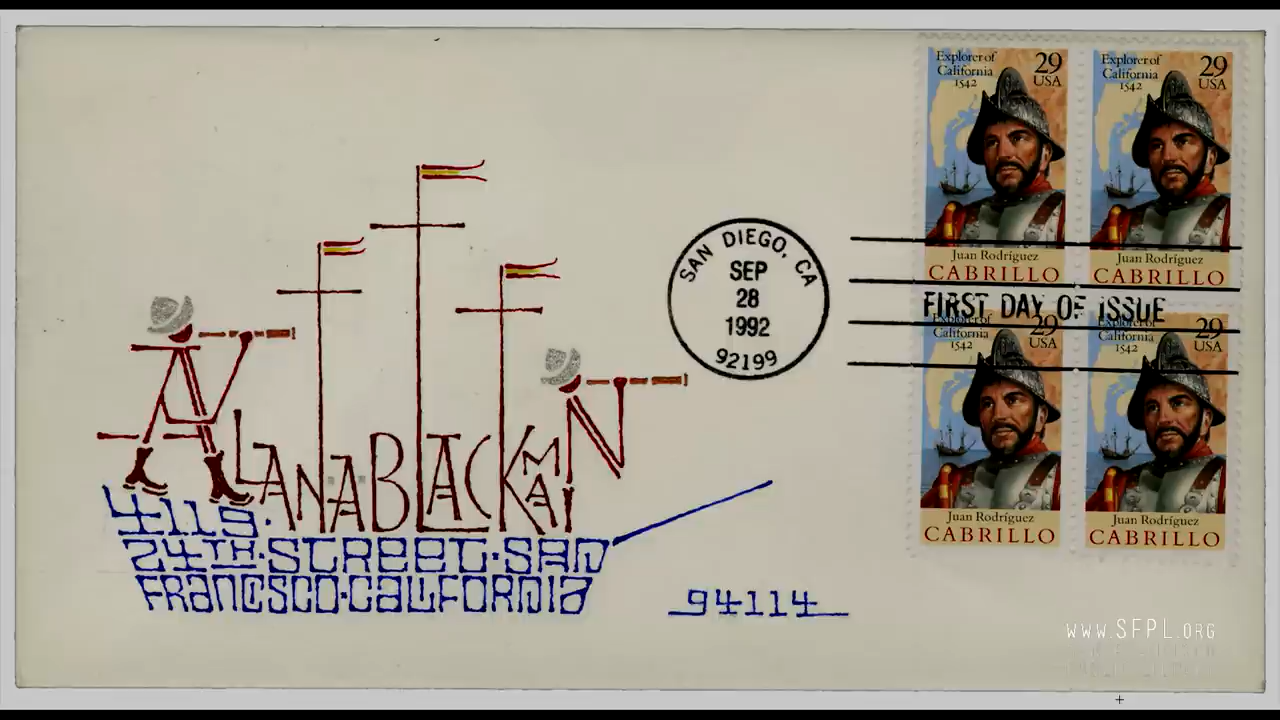 Explorer of
California
1542
29
USA
Juan Rodríguez
CABRILLO
Explorer of
California
1542
29
USA
Juan Rodríguez
CABRILLO
SAN DIEGO, CA
SEP
28
1992
92199
FIRST DAY OF ISSUE
Explorer of
California
1542
29
USA
Juan Rodríguez
CABRILLO
Explorer of
California
1542
29
USA
Juan Rodríguez
CABRILLO
ALANA BLACKMAN
4119.
24TH·STREET·SAN
FRANCISCO·CALIFORNIA
94114
www.SFPL.ORG